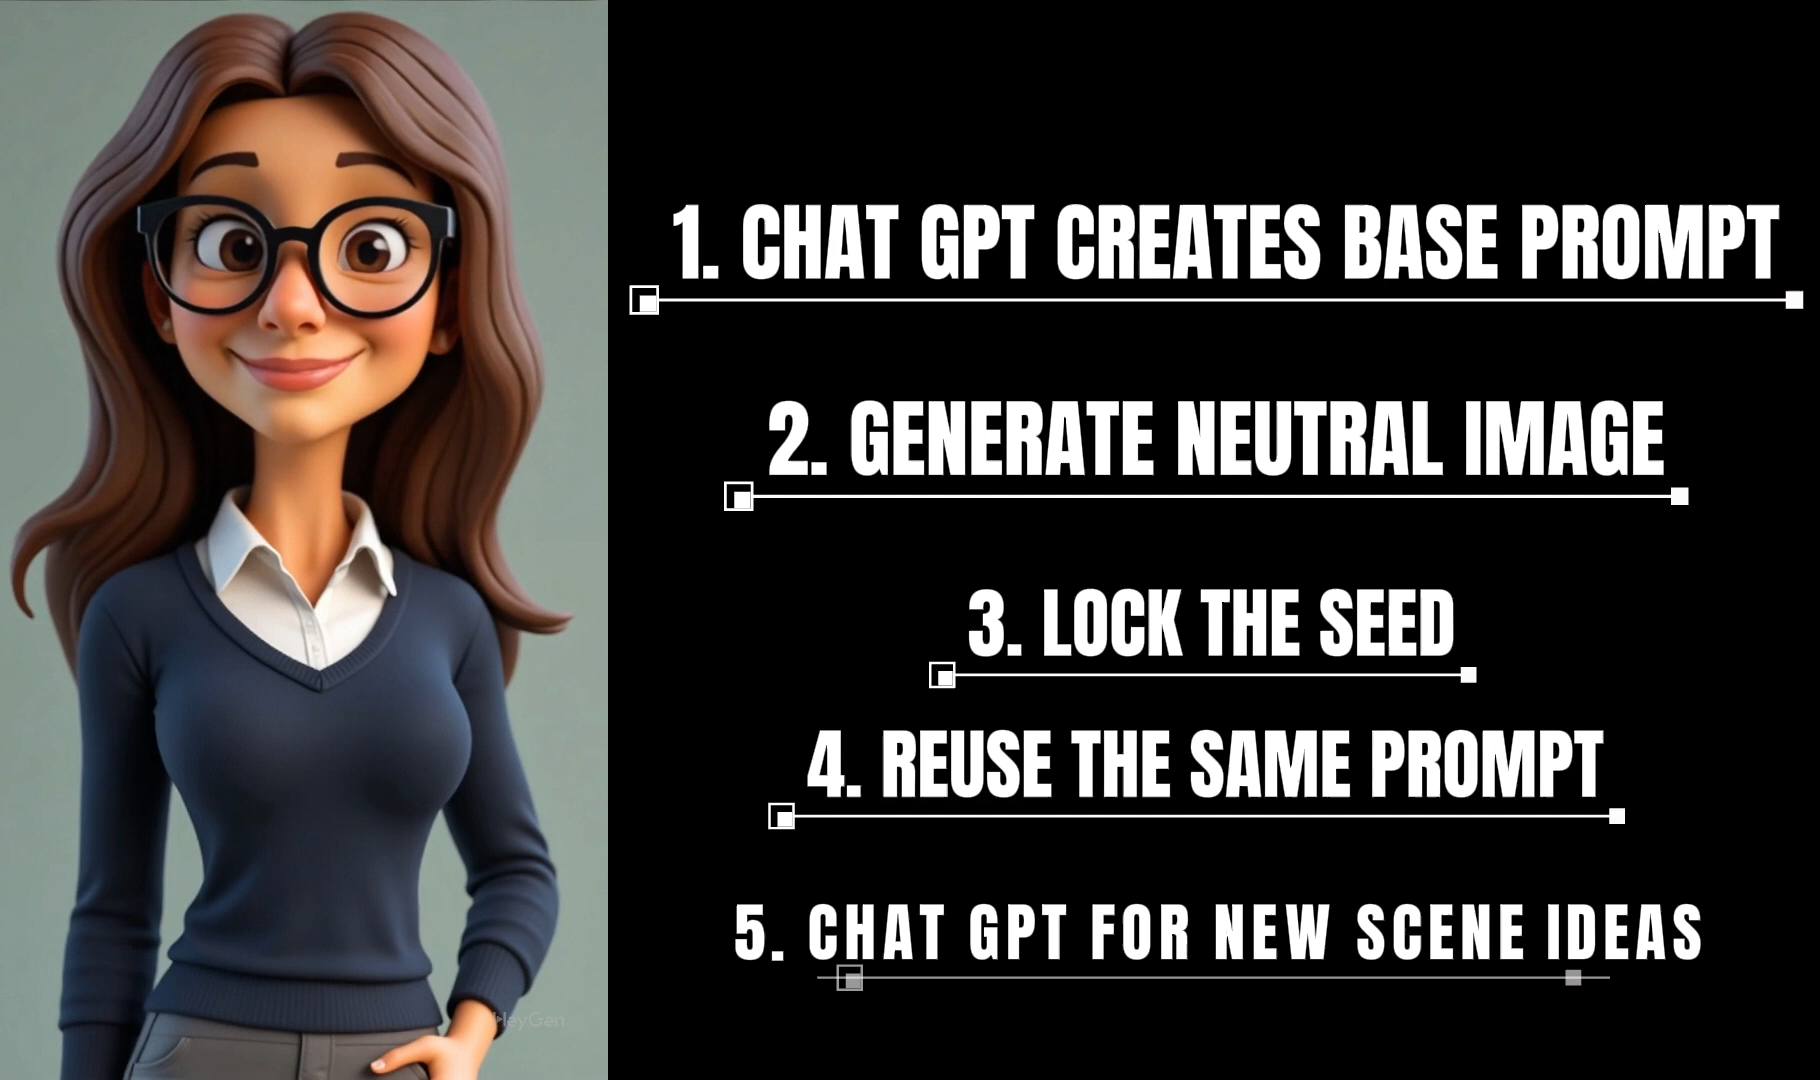 1. CHAT GPT CREATES BASE PROMPT
2. GENERATE NEUTRAL IMAGE
3. LOCK THE SEED
4. REUSE THE SAME PROMPT
5. CHAT GPT FOR NEW SCENE IDEAS
HeyGen